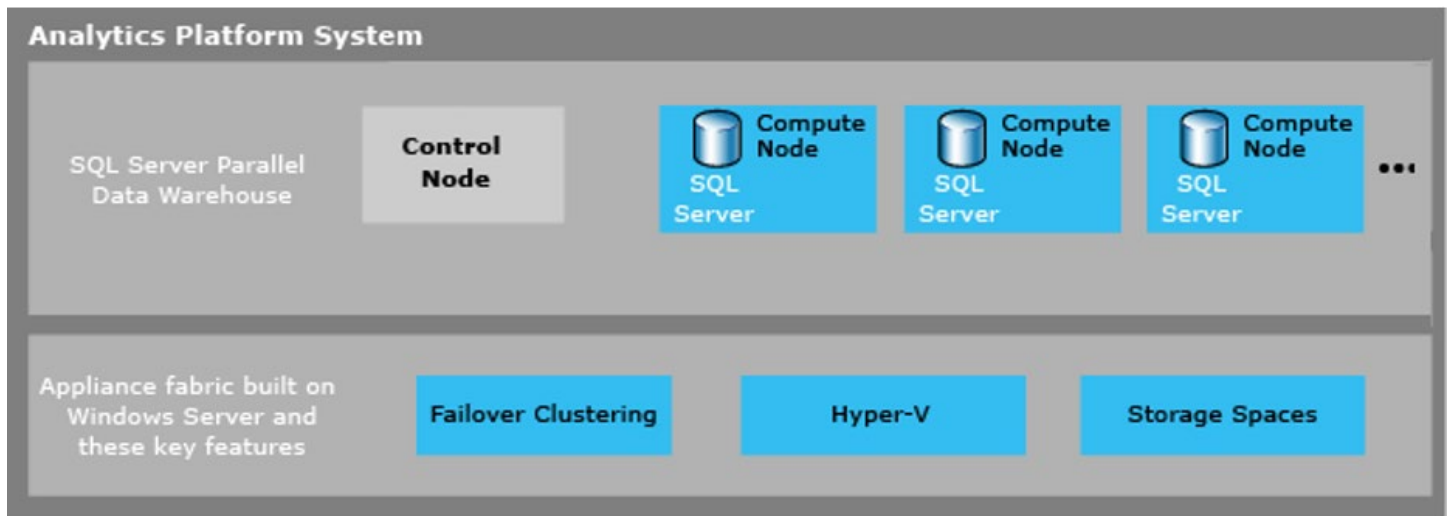 Analytics Platform System
SQL Server Parallel
Data Warehouse
Control
Node
Compute
Node
SQL
Server
Compute
Node
SQL
Server
Compute
Node
SQL
Server
...
Appliance fabric built on
Windows Server and
these key features
Failover Clustering
Hyper-V
Storage Spaces